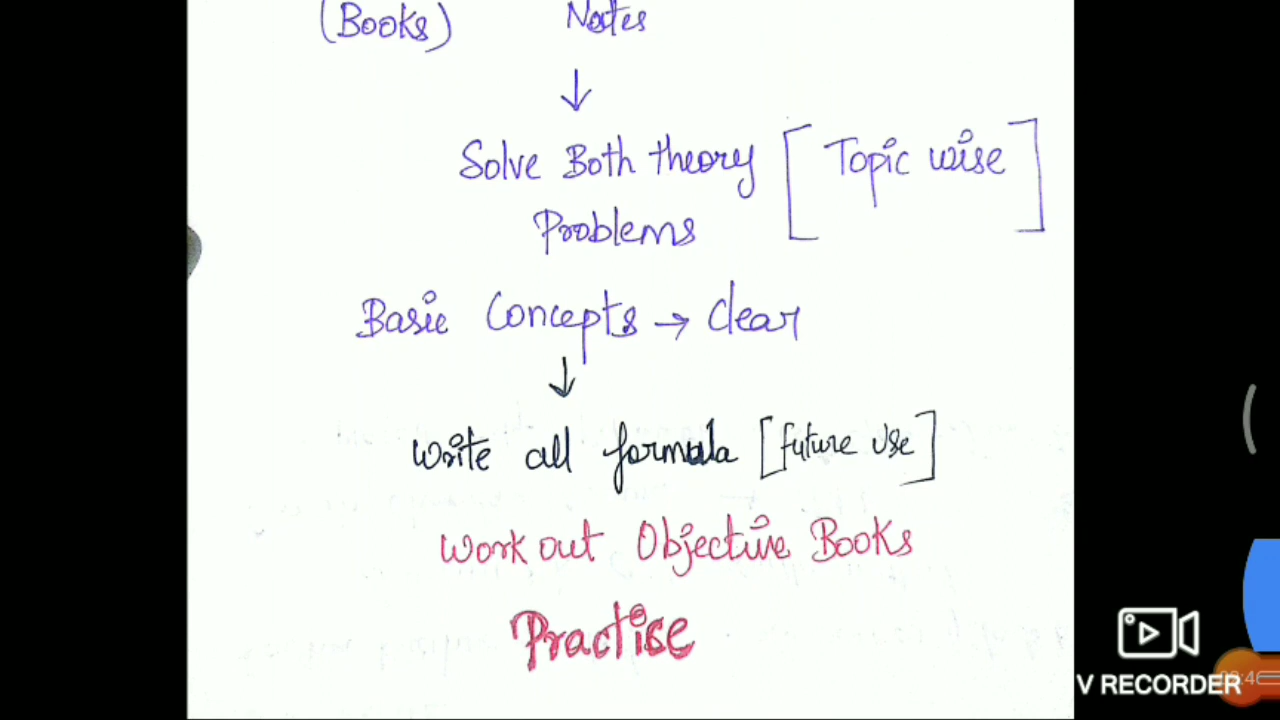 (Books) Notes
↓
Solve Both theory [Topic wise]
Problems
Basic Concepts → Clear
↓
Write all formula [future use]
Work out Objective Books
Practise
V RECORDER